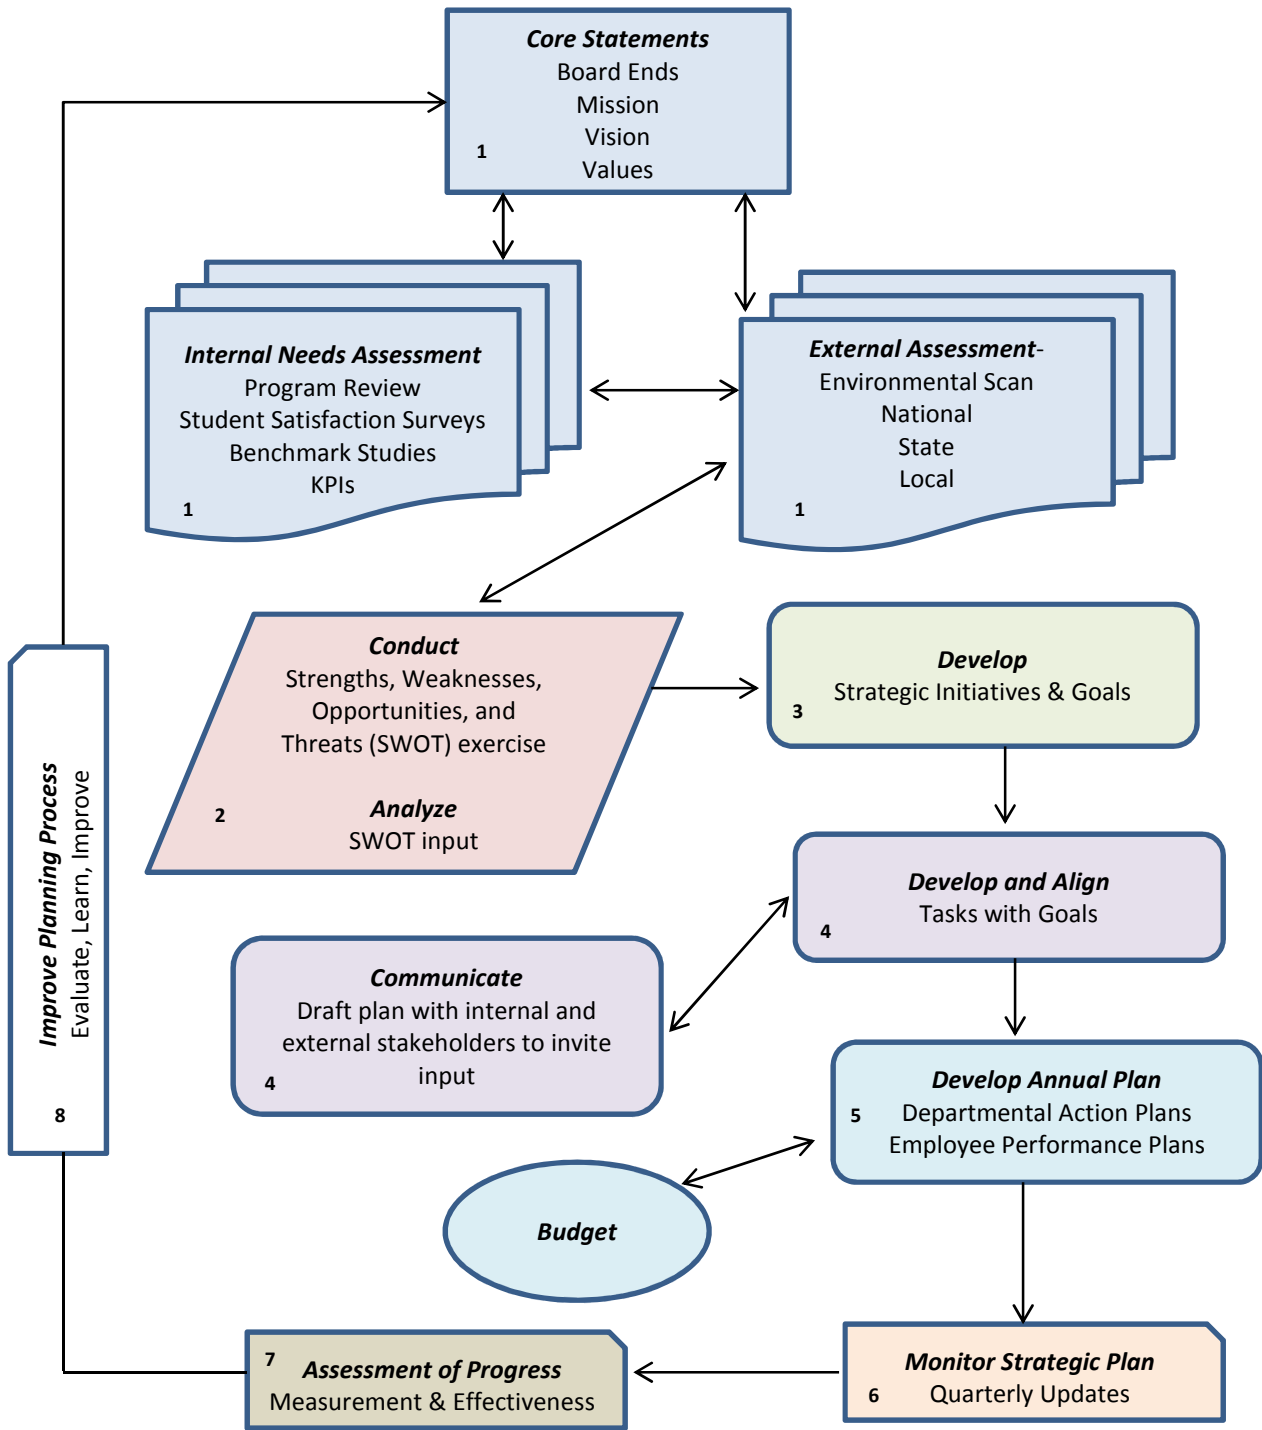 Core Statements
Board Ends
Mission
Vision
1
Values
Internal Needs Assessment
Program Review
Student Satisfaction Surveys
Benchmark Studies
KPIs
1
External Assessment-
Environmental Scan
National
State
Local
1
Conduct
Strengths, Weaknesses,
Opportunities, and
Threats (SWOT) exercise
2
Analyze
SWOT input
Develop
Strategic Initiatives & Goals
3
Develop and Align
Tasks with Goals
4
Communicate
Draft plan with internal and
external stakeholders to invite
input
4
Develop Annual Plan
5
Departmental Action Plans
Employee Performance Plans
Budget
Monitor Strategic Plan
Quarterly Updates
6
7
Assessment of Progress
Measurement & Effectiveness
Improve Planning Process
Evaluate, Learn, Improve
8